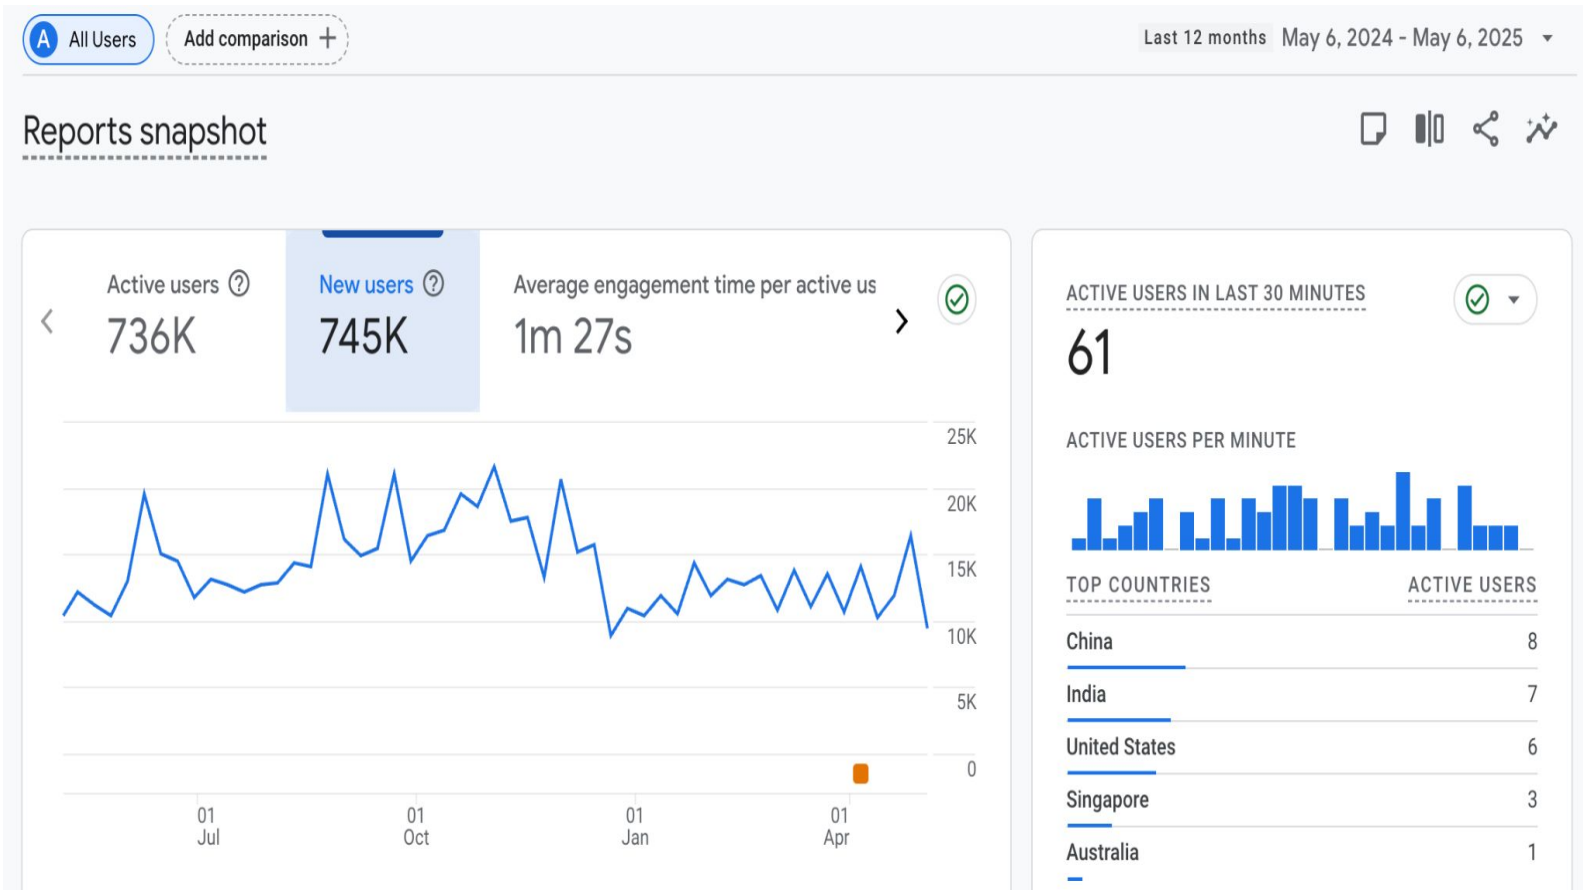 A All Users Add comparison + Last 12 months May 6, 2024 - May 6, 2025
Reports snapshot
Active users New users Average engagement time per active us
736K 745K 1m 27s
25K
20K
15K
10K
5K
0
01 Jul
01 Oct
01 Jan
01 Apr
ACTIVE USERS IN LAST 30 MINUTES
61
ACTIVE USERS PER MINUTE
TOP COUNTRIES ACTIVE USERS
China 8
India 7
United States 6
Singapore 3
Australia 1